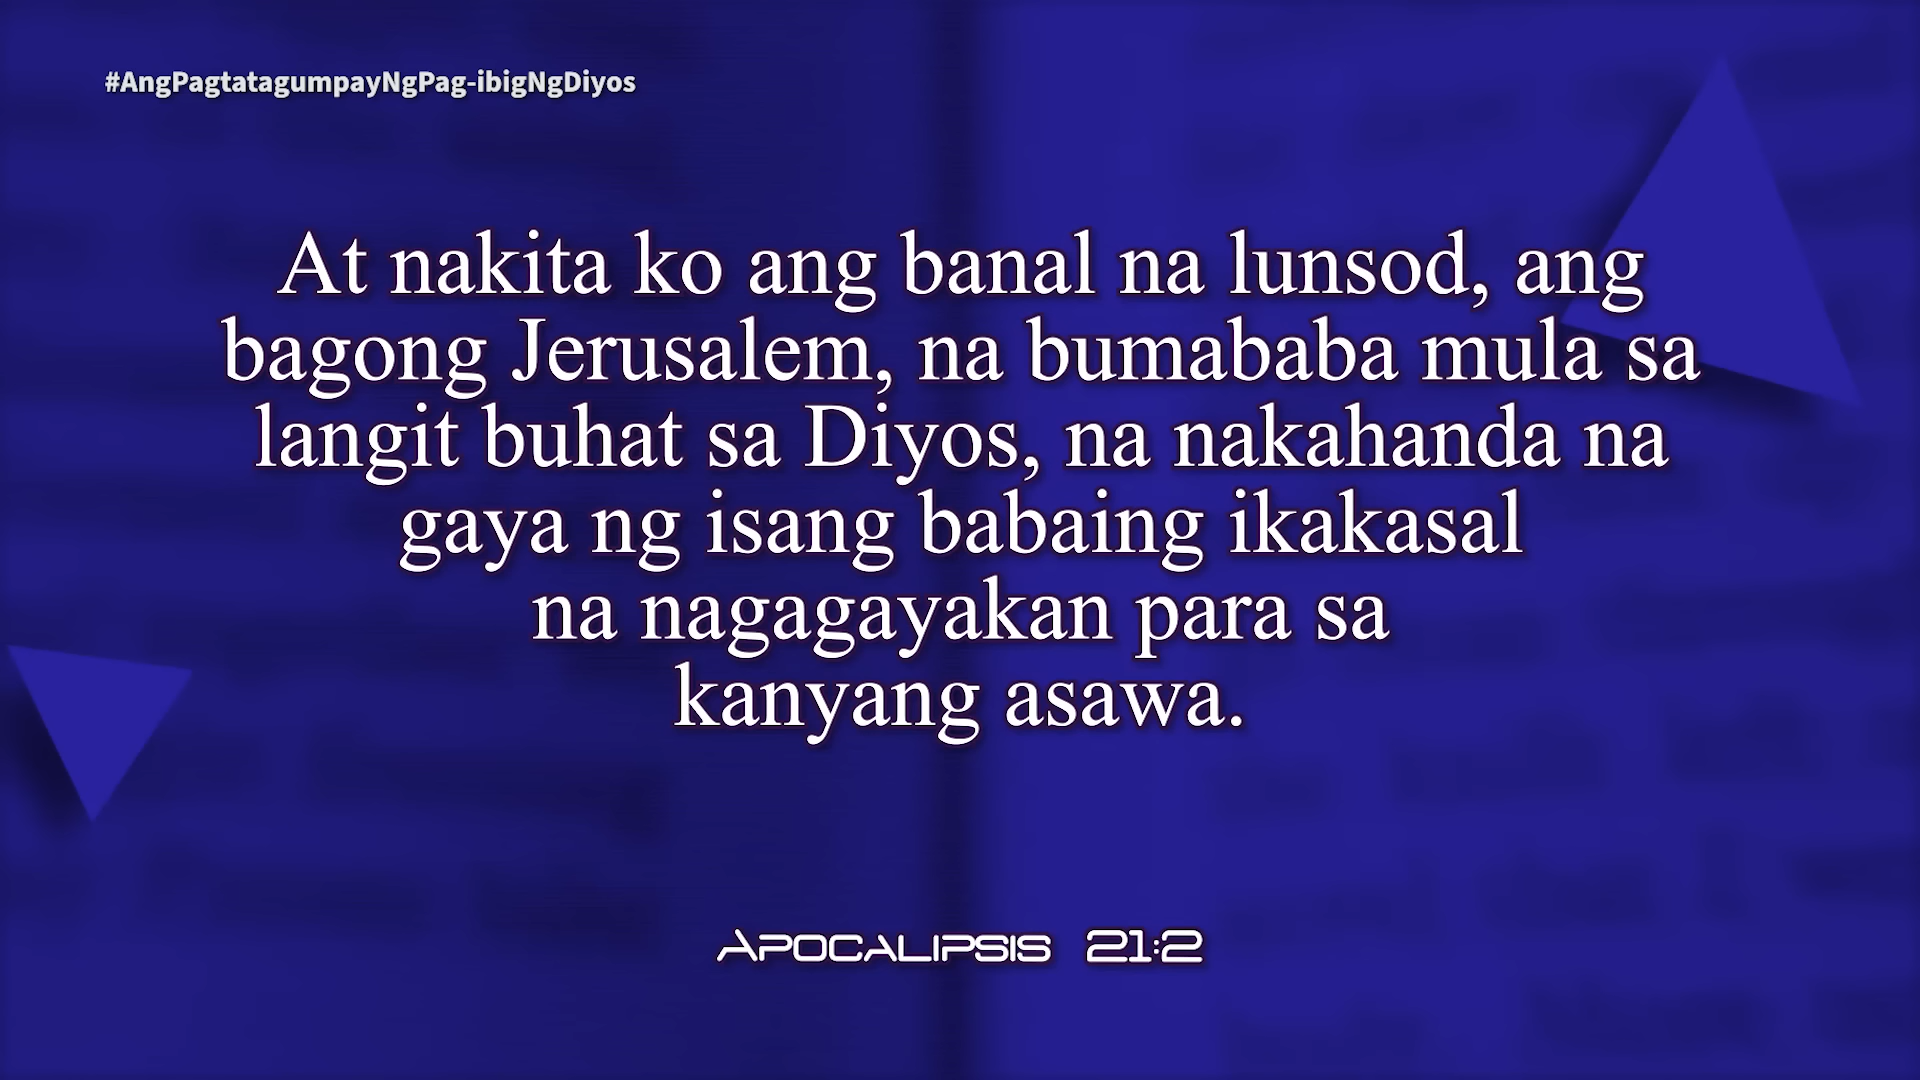 #AngPagtatagumpayNgPag-ibigNgDiyos
At nakita ko ang banal na lunsod, ang
bagong Jerusalem, na bumababa mula sa
langit buhat sa Diyos, na nakahanda na
gaya ng isang babaing ikakasal
na nagagayakan para sa
kanyang asawa.
APOCALIPSIS 21:2